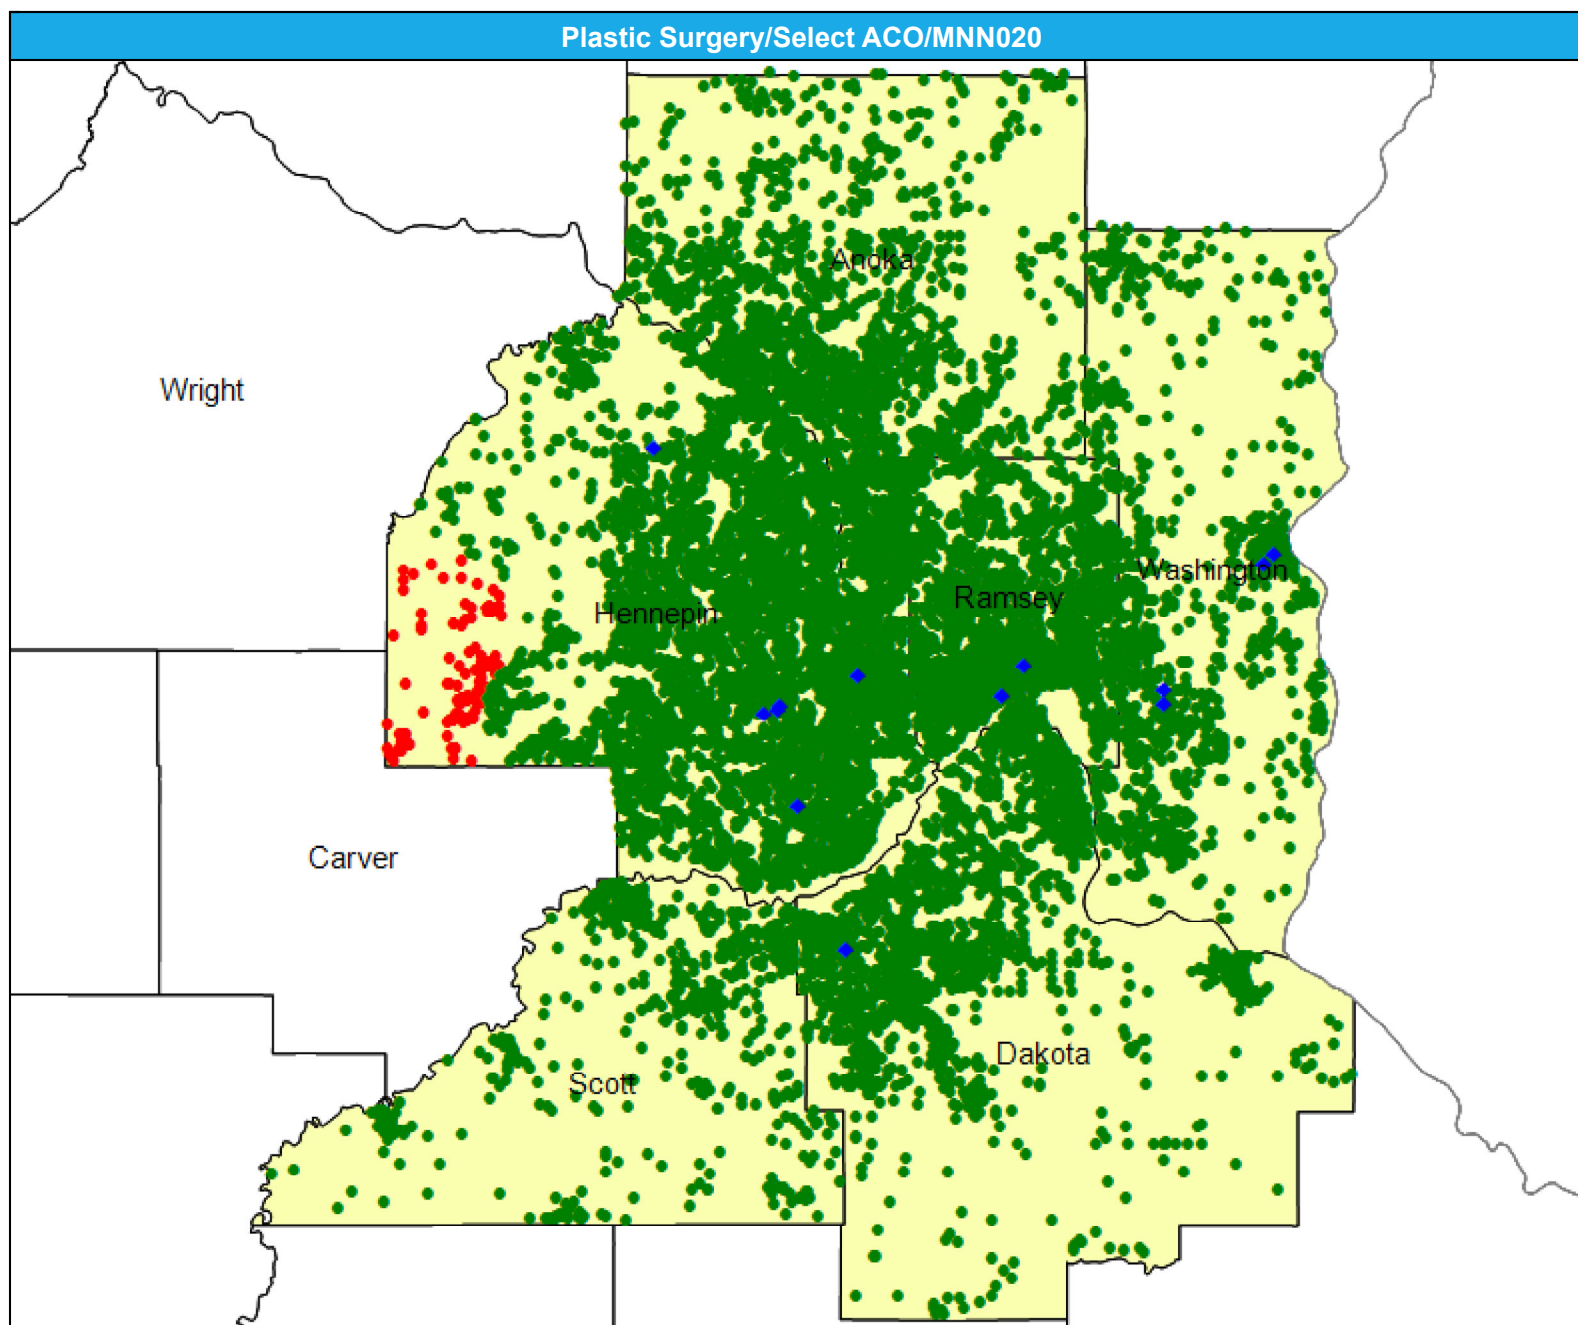 Plastic Surgery/Select ACO/MNN020
Anoka
Wright
Washington
Ramsey
Hennepin
Carver
Dakota
Scott